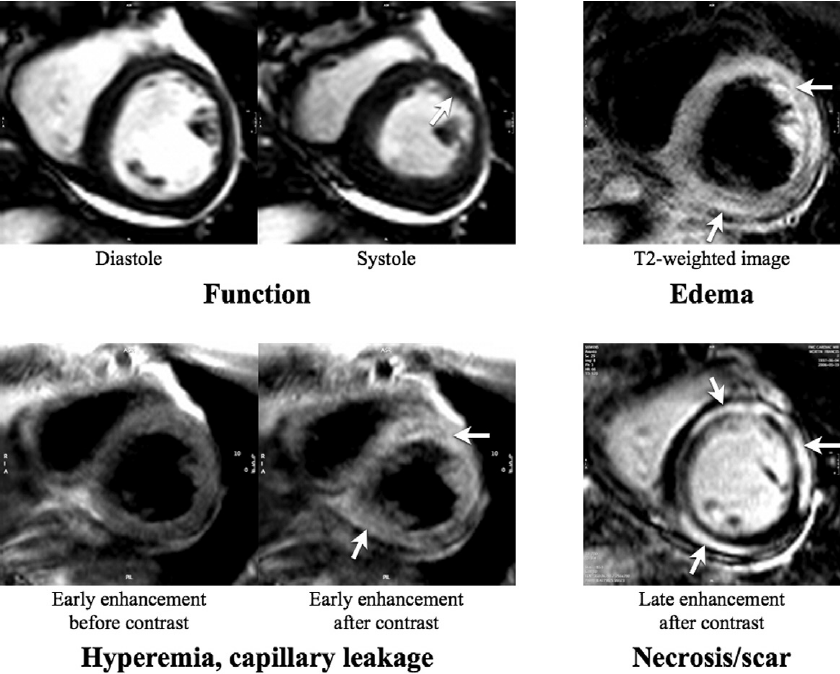 Diastole
Systole
T2-weighted image
Function
Edema
Early enhancement
before contrast
Early enhancement
after contrast
Late enhancement
after contrast
Hyperemia, capillary leakage
Necrosis/scar